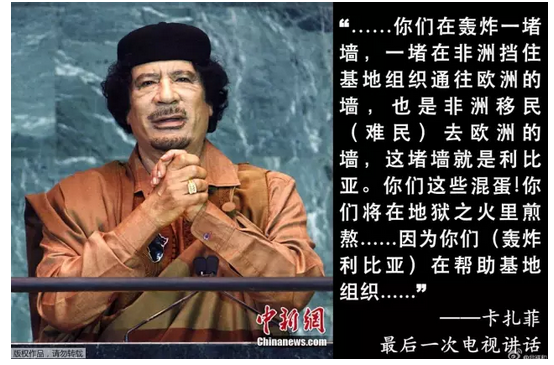 “……你们在轰炸一堵
墙，一堵在非洲挡住
基地组织通往欧洲的
墙，也是非洲移民
（难民）去欧洲的
墙，这堵墙就是利比
亚。你们这些混蛋！你
们将在地狱之火里煎
熬……因为你们（轰炸
利比亚）在帮助基地
组织……”
——卡扎菲
最后一次电视讲话
中新網
Chinanews.com
版权作品，请勿转载